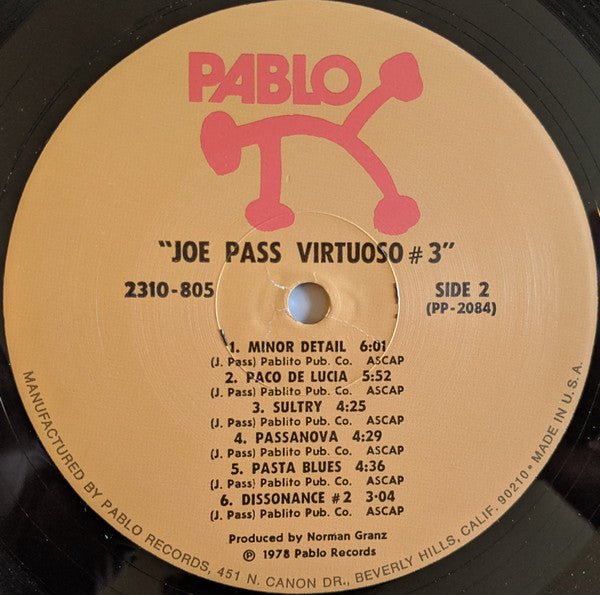 PABLO
"JOE PASS VIRTUOSO # 3"
2310-805
SIDE 2
(PP-2084)
1. MINOR DETAIL 6:01
(J. Pass) Pablito Pub. Co. ASCAP
2. PACO DE LUCIA 5:52
(J. Pass) Pablito Pub. Co. ASCAP
3. SULTRY 4:25
(J. Pass) Pablito Pub. Co. ASCAP
4. PASSANOVA 4:29
(J. Pass) Pablito Pub. Co. ASCAP
5. PASTA BLUES 4:36
(J. Pass) Pablito Pub. Co. ASCAP
6. DISSONANCE # 2 3:04
(J. Pass) Pablito Pub. Co. ASCAP
Produced by Norman Granz
℗ 1978 Pablo Records
MANUFACTURED BY PABLO RECORDS, 451 N. CANON DR., BEVERLY HILLS, CALIF. 90210 • MADE IN U.S.A.